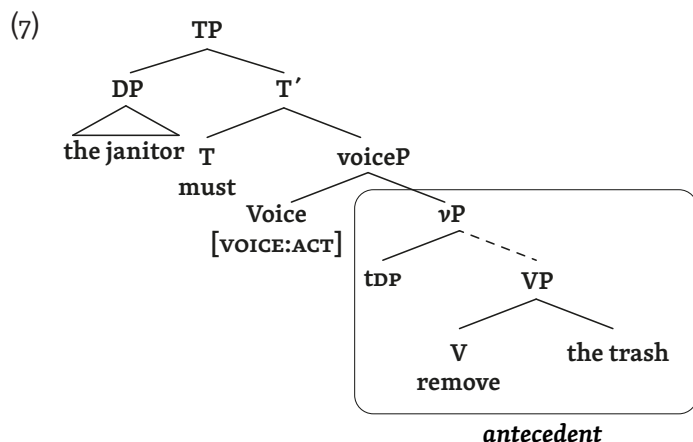 (7)
TP
DP T′
the janitor T voiceP
must
Voice vP
[VOICE:ACT]
tDP VP
V the trash
remove
antecedent